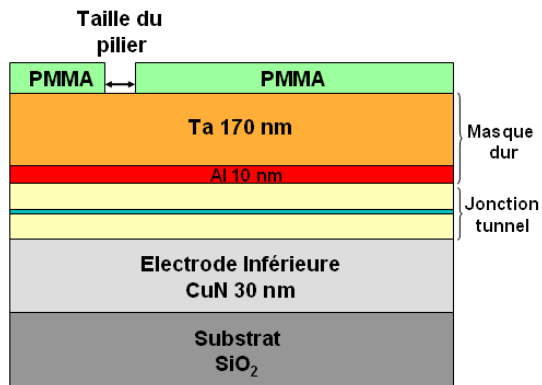 Taille du
pilier
PMMA
PMMA
Ta 170 nm
Masque
dur
Al 10 nm
Jonction
tunnel
Electrode Inférieure
CuN 30 nm
Substrat
SiO₂